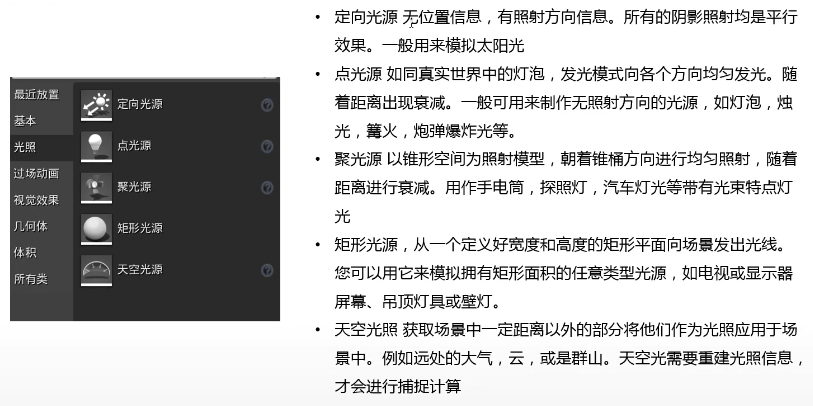 最近放置
基本
光照
过场动画
视觉效果
几何体
体积
所有类
定向光源
点光源
聚光源
矩形光源
天空光源
• 定向光源 无位置信息，有照射方向信息。所有的阴影照射均是平行
效果。一般用来模拟太阳光
• 点光源 如同真实世界中的灯泡，发光模式向各个方向均匀发光。随
着距离出现衰减。一般可用来制作无照射方向的光源，如灯泡，烛
光，篝火，炮弹爆炸光等。
• 聚光源 以锥形空间为照射模型，朝着锥桶方向进行均匀照射，随着
距离进行衰减。用作手电筒，探照灯，汽车灯光等带有光束特点灯
光
• 矩形光源，从一个定义好宽度和高度的矩形平面向场景发出光线。
您可以用它来模拟拥有矩形面积的任意类型光源，如电视或显示器
屏幕、吊顶灯具或壁灯。
• 天空光照 获取场景中一定距离以外的部分将他们作为光照应用于场
景中。例如远处的大气，云，或是群山。天空光需要重建光照信息，
才会进行捕捉计算